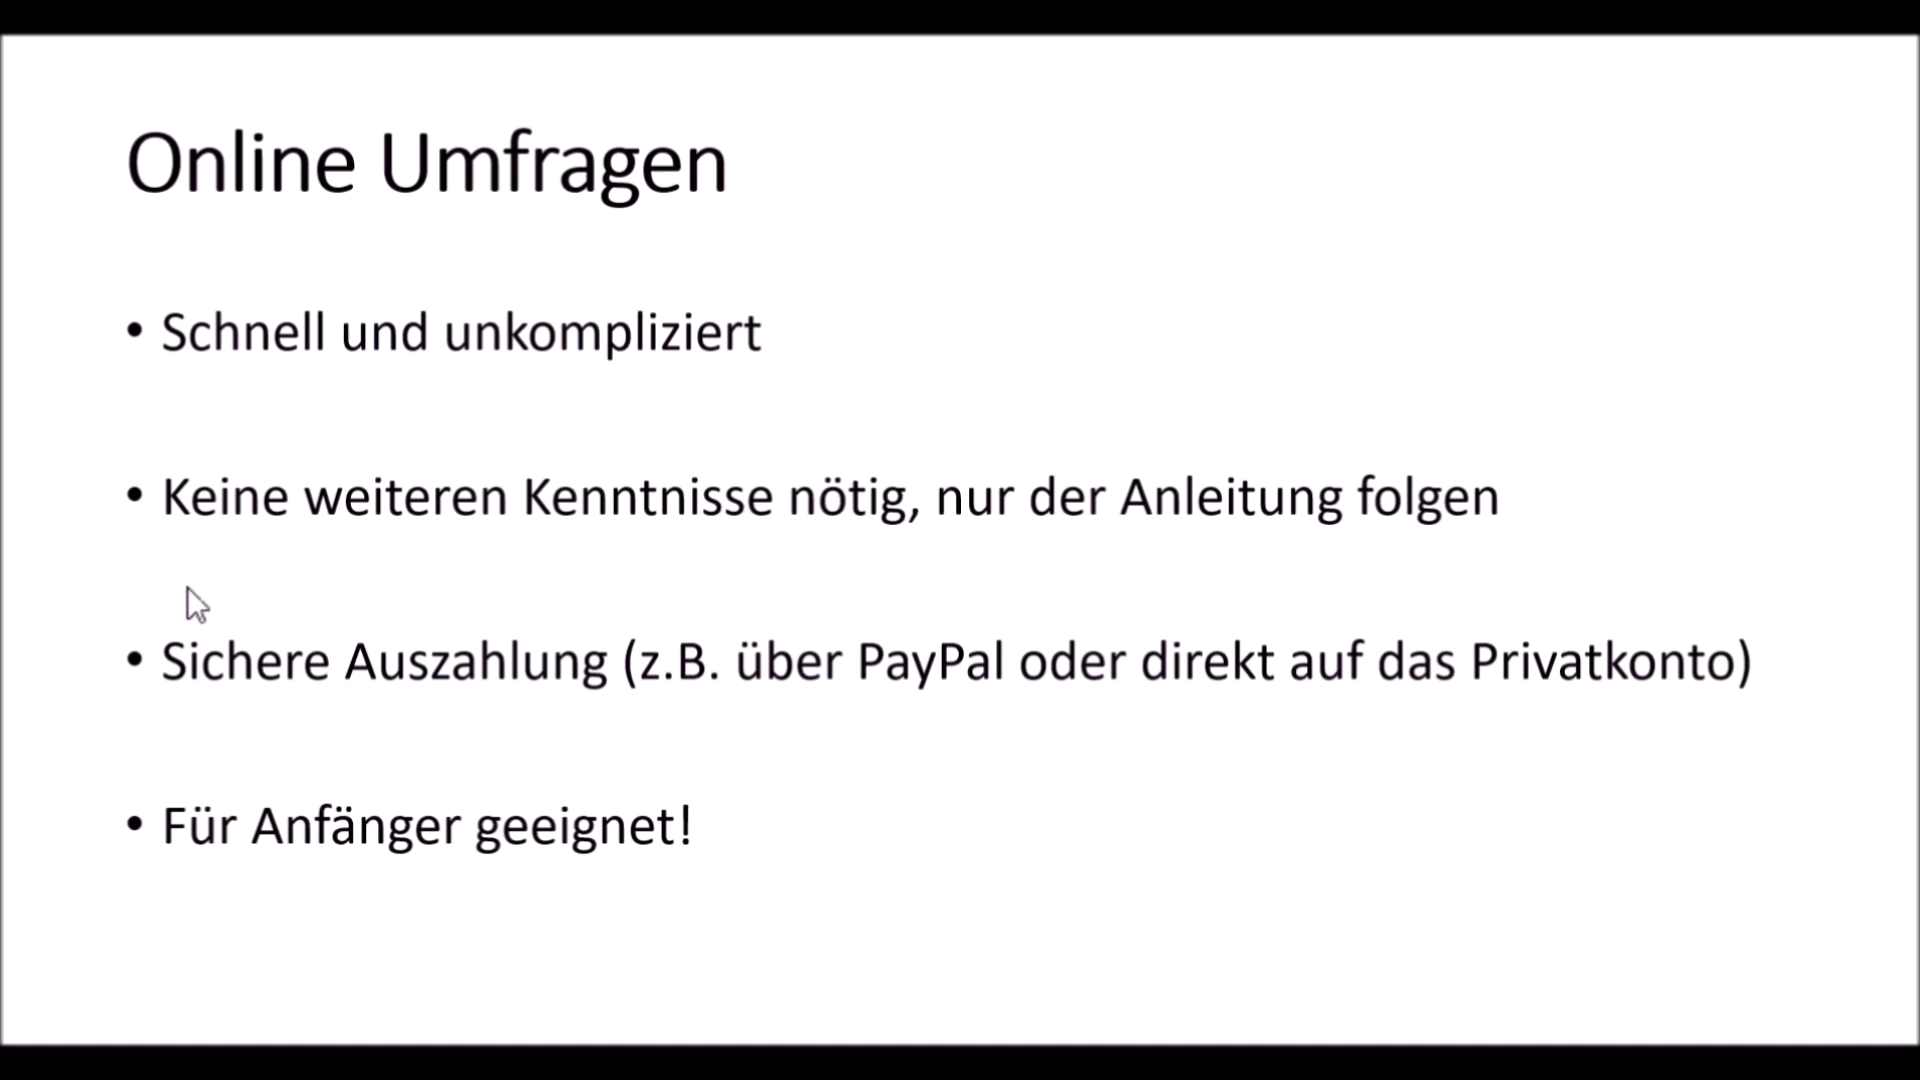 Online Umfragen
• Schnell und unkompliziert
• Keine weiteren Kenntnisse nötig, nur der Anleitung folgen
• Sichere Auszahlung (z.B. über PayPal oder direkt auf das Privatkonto)
• Für Anfänger geeignet!